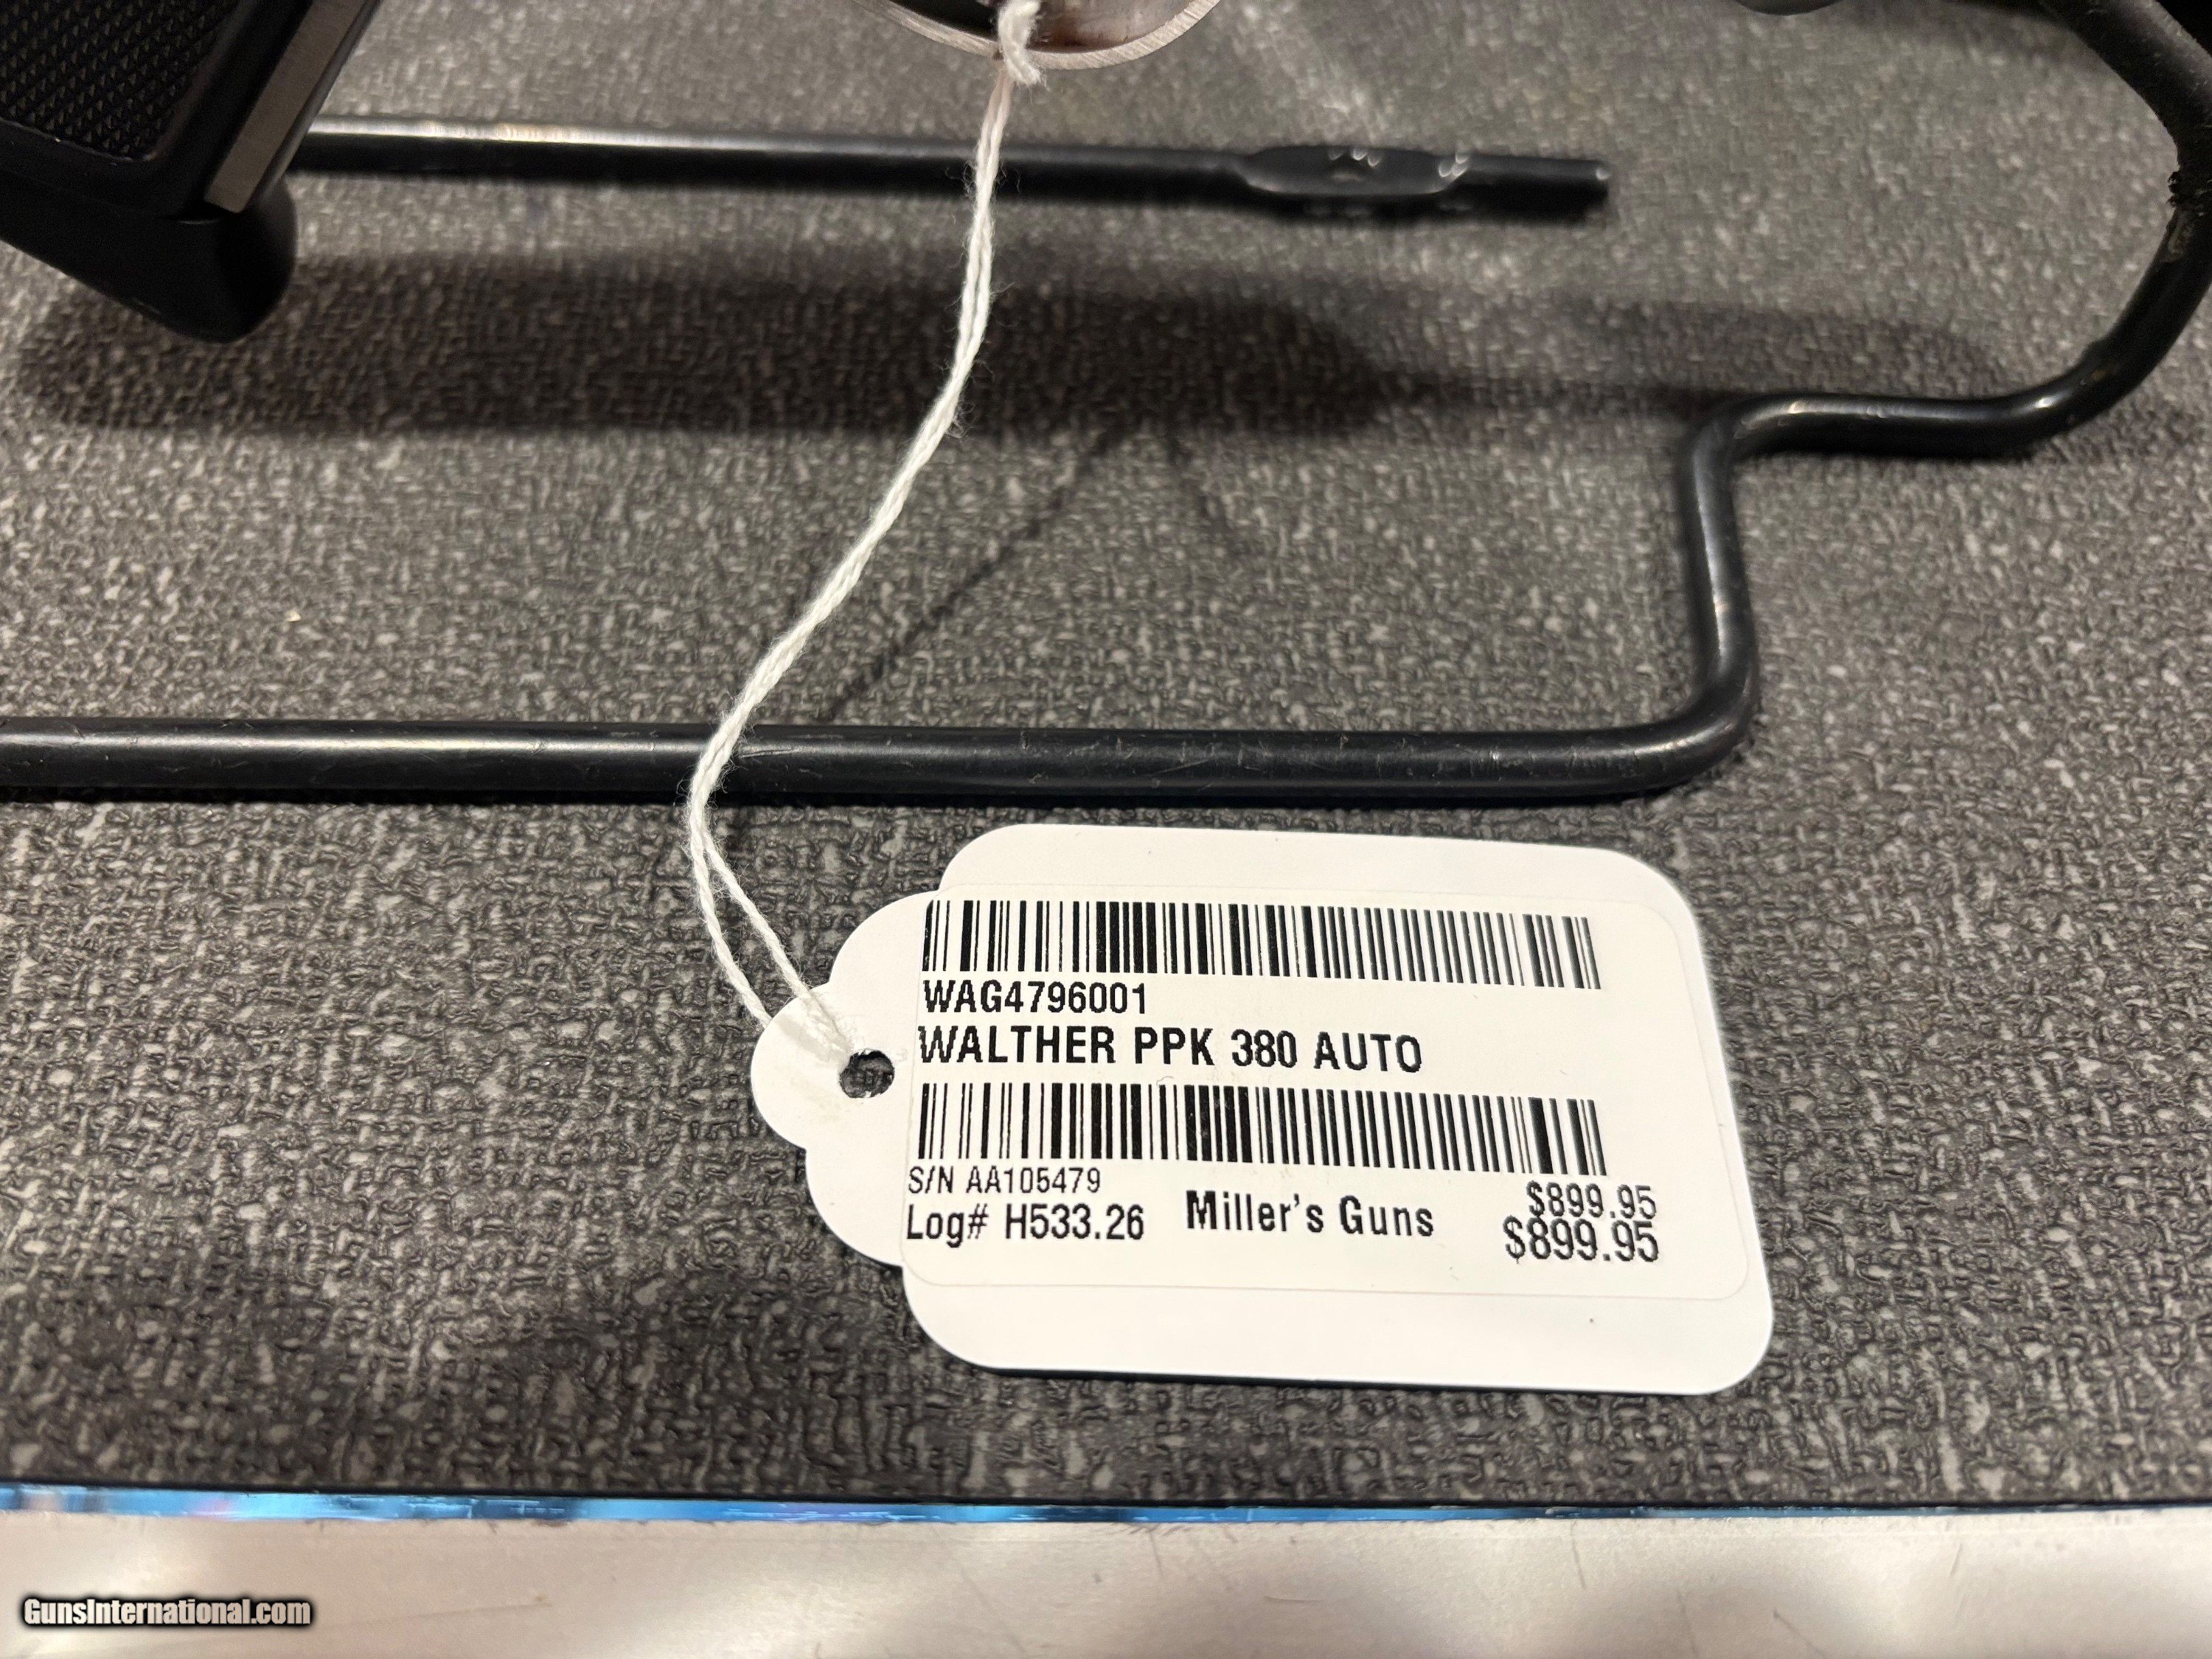 WAG4796001
WALTHER PPK 380 AUTO
S/N AA105479
$899.95
Log# H533.26
Miller's Guns
$899.95
GunsInternational.com